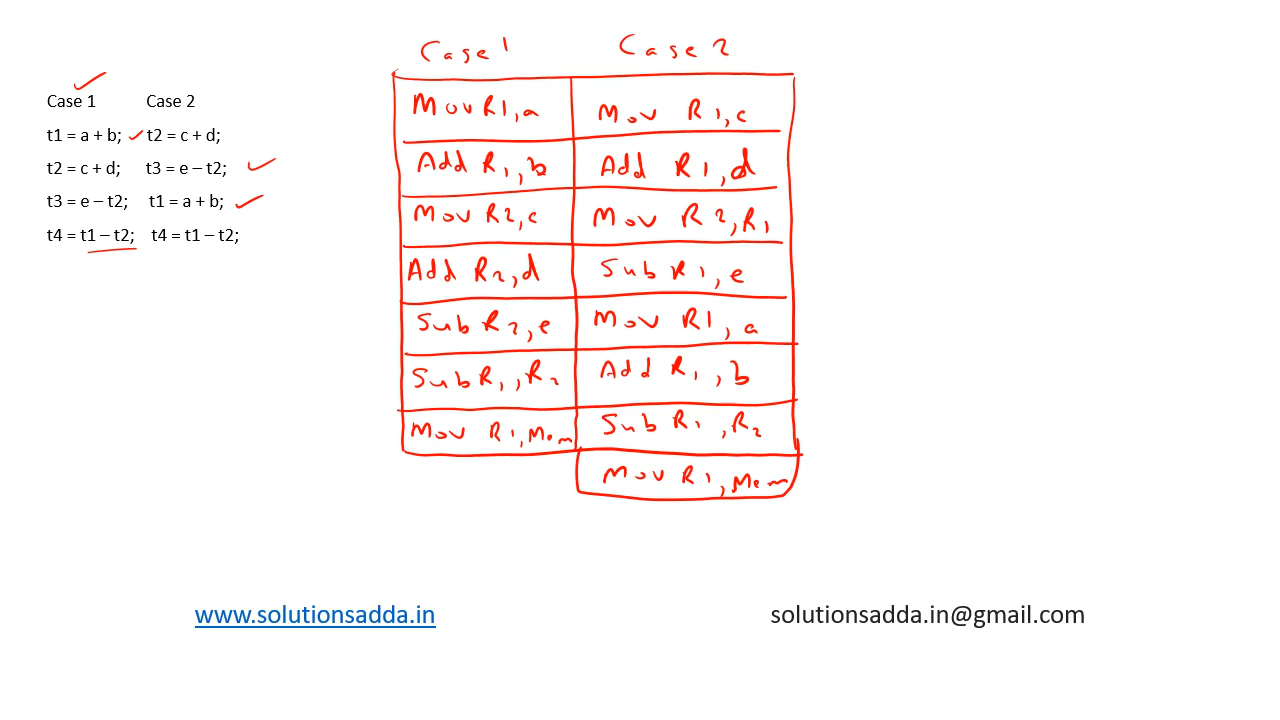 Case 1 Case 2
Case 1 Case 2
t1 = a + b; t2 = c + d;
t2 = c + d; t3 = e – t2;
t3 = e – t2; t1 = a + b;
t4 = t1 – t2; t4 = t1 – t2;
Mov R1, a Mov R1, c
Add R1, b Add R1, d
Mov R2, c Mov R2, R1
Add R2, d Sub R1, e
Sub R2, e Mov R1, a
Sub R1, R2 Add R1, b
Mov R1, Mem Sub R1, R2
Mov R1, Mem
www.solutionsadda.in solutionsadda.in@gmail.com